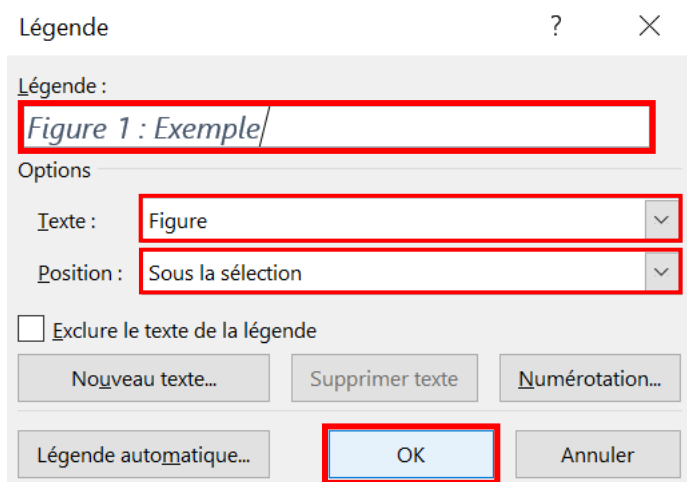 Légende ?
Légende :
Figure 1 : Exemple
Options
Texte : Figure
Position : Sous la sélection
Exclure le texte de la légende
Nouveau texte... Supprimer texte Numérotation...
Légende automatique... OK Annuler